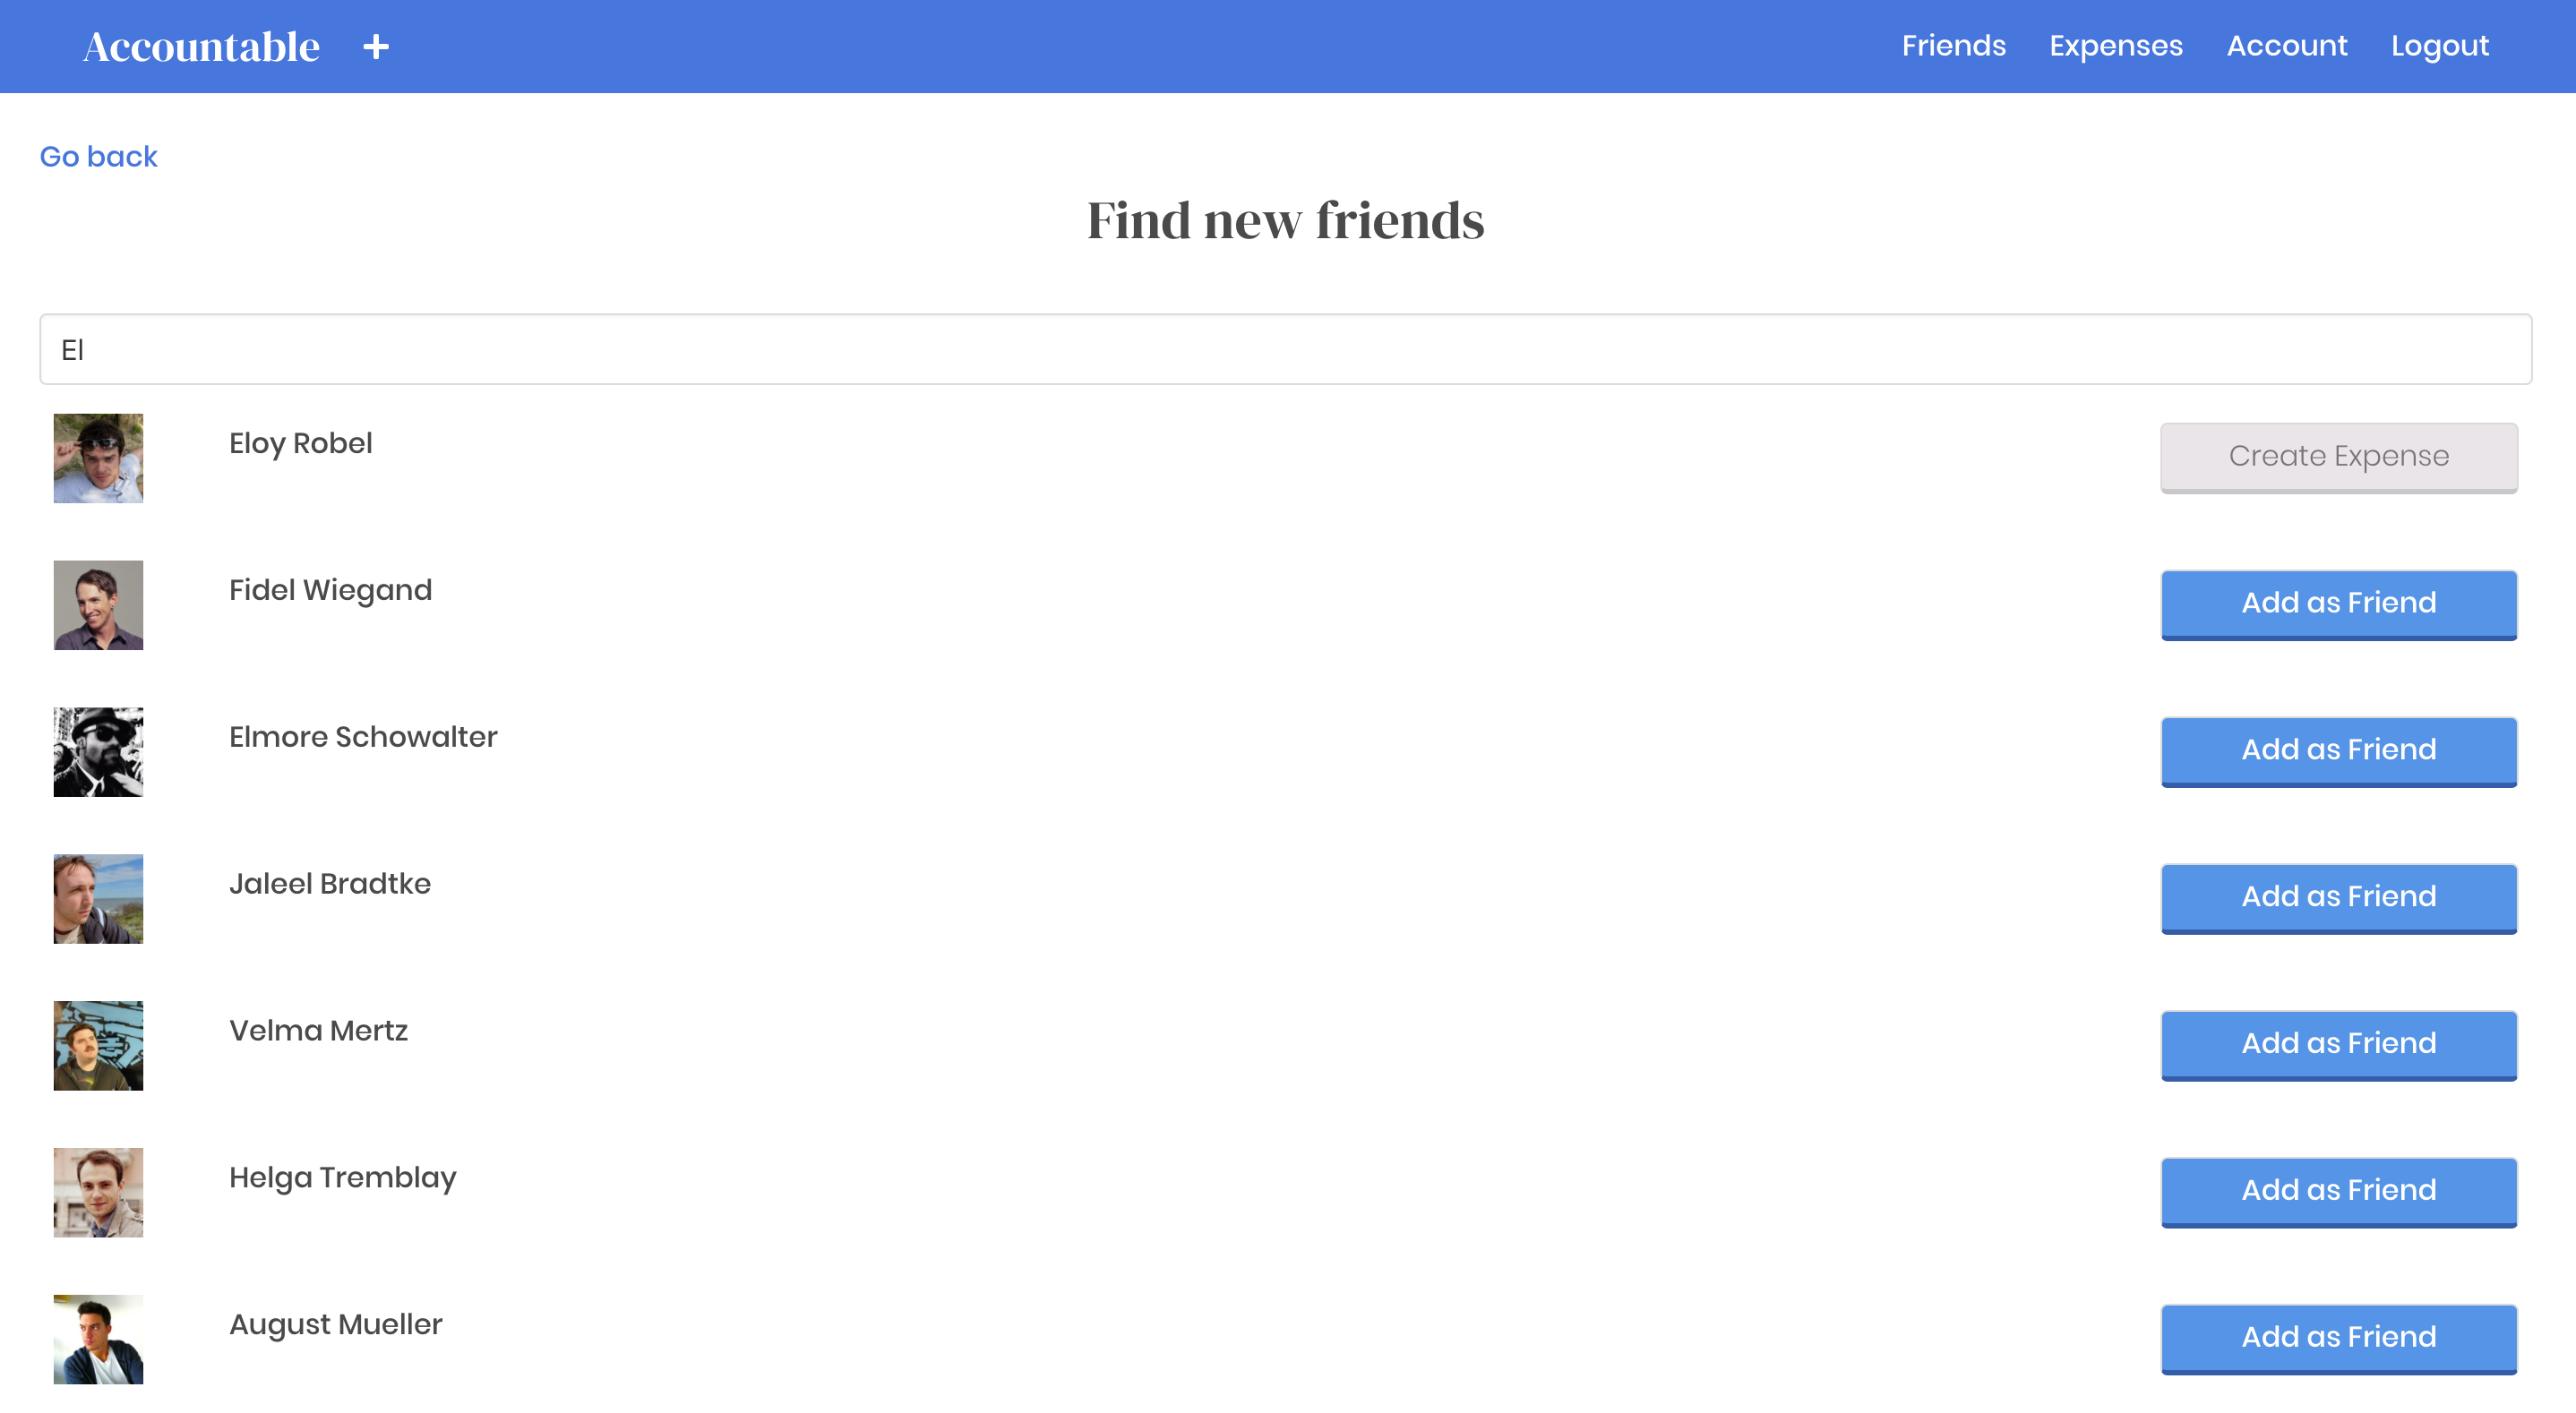 Accountable +
Friends Expenses Account Logout
Go back
Find new friends
El
Eloy Robel
Create Expense
Fidel Wiegand
Add as Friend
Elmore Schowalter
Add as Friend
Jaleel Bradtke
Add as Friend
Velma Mertz
Add as Friend
Helga Tremblay
Add as Friend
August Mueller
Add as Friend